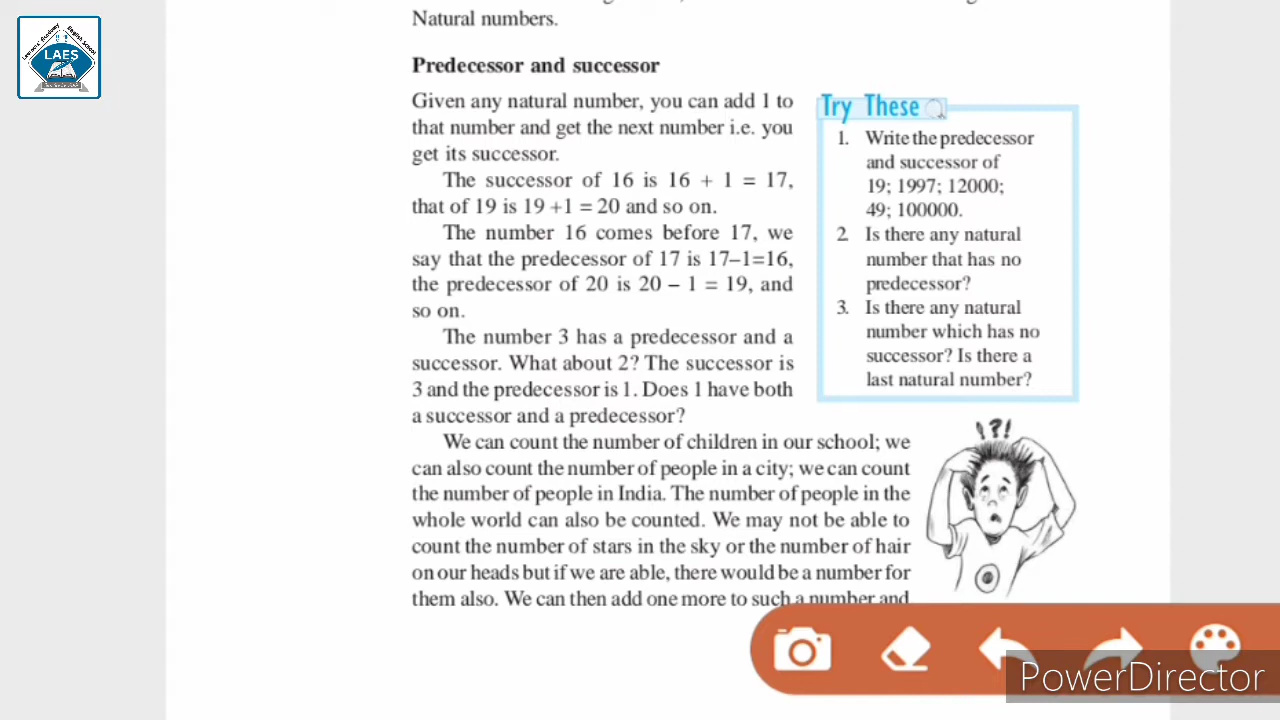 Natural numbers.
Predecessor and successor
Given any natural number, you can add 1 to
that number and get the next number i.e. you
get its successor.
The successor of 16 is 16 + 1 = 17,
that of 19 is 19 +1 = 20 and so on.
The number 16 comes before 17, we
say that the predecessor of 17 is 17–1=16,
the predecessor of 20 is 20 – 1 = 19, and
so on.
The number 3 has a predecessor and a
successor. What about 2? The successor is
3 and the predecessor is 1. Does 1 have both
a successor and a predecessor?
We can count the number of children in our school; we
can also count the number of people in a city; we can count
the number of people in India. The number of people in the
whole world can also be counted. We may not be able to
count the number of stars in the sky or the number of hair
on our heads but if we are able, there would be a number for
them also. We can then add one more to such a number and
Try These
1. Write the predecessor
and successor of
19; 1997; 12000;
49; 100000.
2. Is there any natural
number that has no
predecessor?
3. Is there any natural
number which has no
successor? Is there a
last natural number?
!?!
LAES
PowerDirector